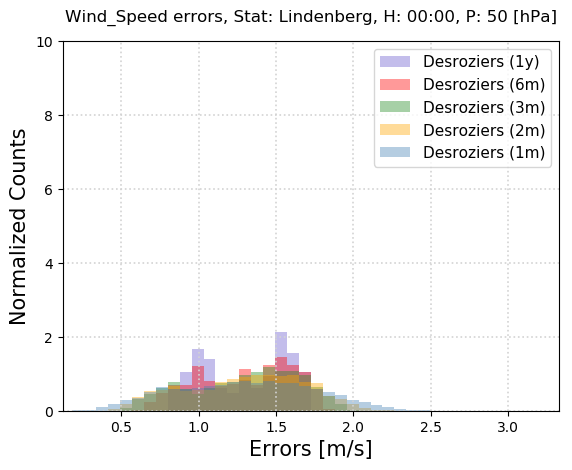 Wind_Speed errors, Stat: Lindenberg, H: 00:00, P: 50 [hPa]
10
8
6
4
2
0
Normalized Counts
Desroziers (1y)
Desroziers (6m)
Desroziers (3m)
Desroziers (2m)
Desroziers (1m)
0.5 1.0 1.5 2.0 2.5 3.0
Errors [m/s]